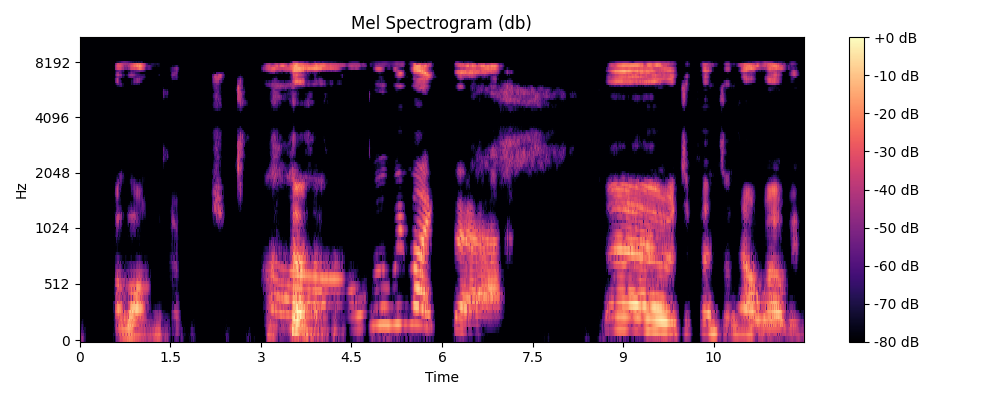 Mel Spectrogram (db)
8192
4096
2048
1024
512
0
Hz
0 1.5 3 4.5 6 7.5 9 10
Time
+0 dB
-10 dB
-20 dB
-30 dB
-40 dB
-50 dB
-60 dB
-70 dB
-80 dB